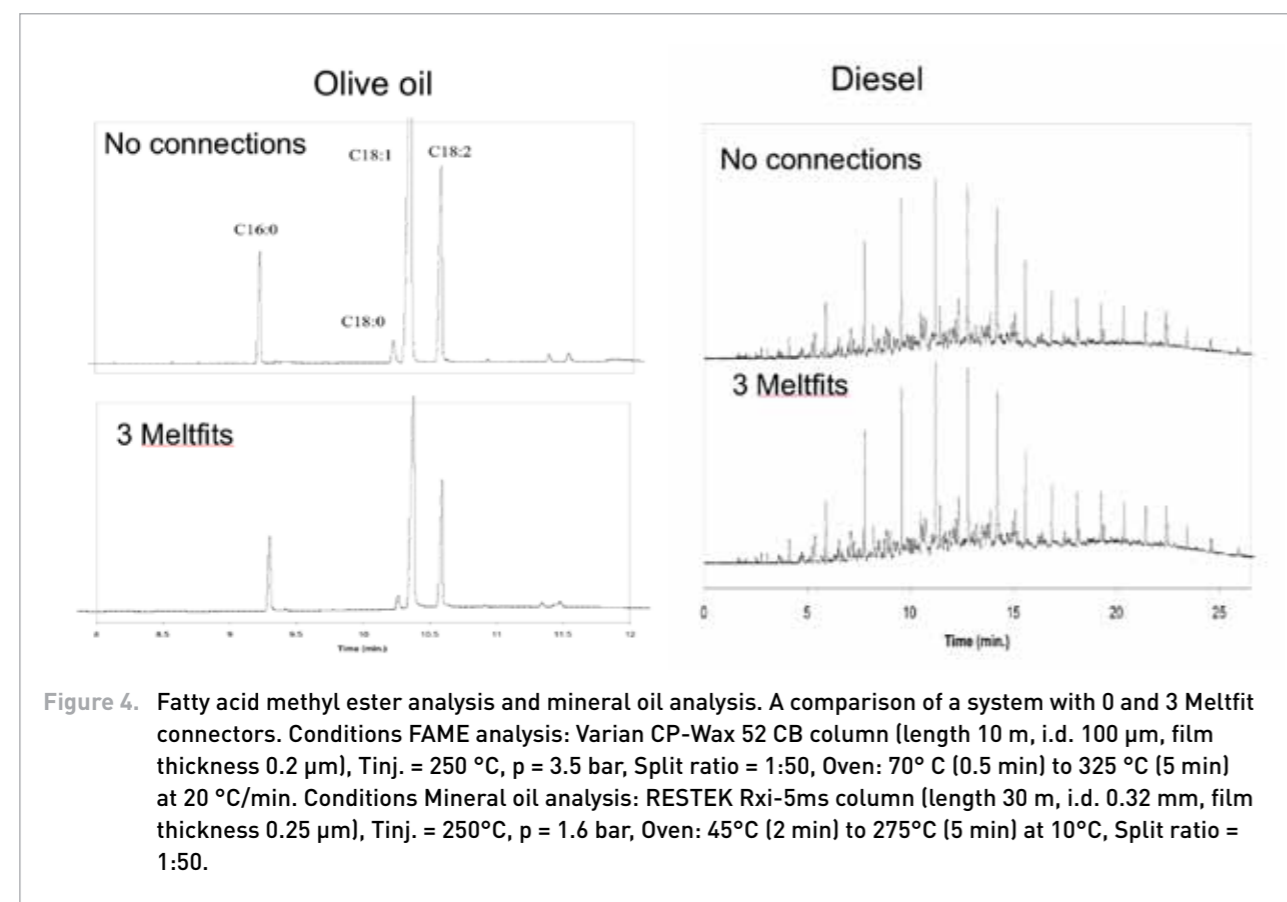 Olive oil
No connections
C16:0
C18:0
C18:1
C18:2
3 Meltfits
8 8.5 9 9.5 10 10.5 11 11.5 12
Time (min.)
Diesel
No connections
3 Meltfits
0 5 10 15 20 25
Time (min.)
Figure 4. Fatty acid methyl ester analysis and mineral oil analysis. A comparison of a system with 0 and 3 Meltfit
connectors. Conditions FAME analysis: Varian CP-Wax 52 CB column (length 10 m, i.d. 100 µm, film
thickness 0.2 µm), Tinj. = 250 °C, p = 3.5 bar, Split ratio = 1:50, Oven: 70° C (0.5 min) to 325 °C (5 min)
at 20 °C/min. Conditions Mineral oil analysis: RESTEK Rxi-5ms column (length 30 m, i.d. 0.32 mm, film
thickness 0.25 µm), Tinj. = 250°C, p = 1.6 bar, Oven: 45°C (2 min) to 275°C (5 min) at 10°C, Split ratio =
1:50.